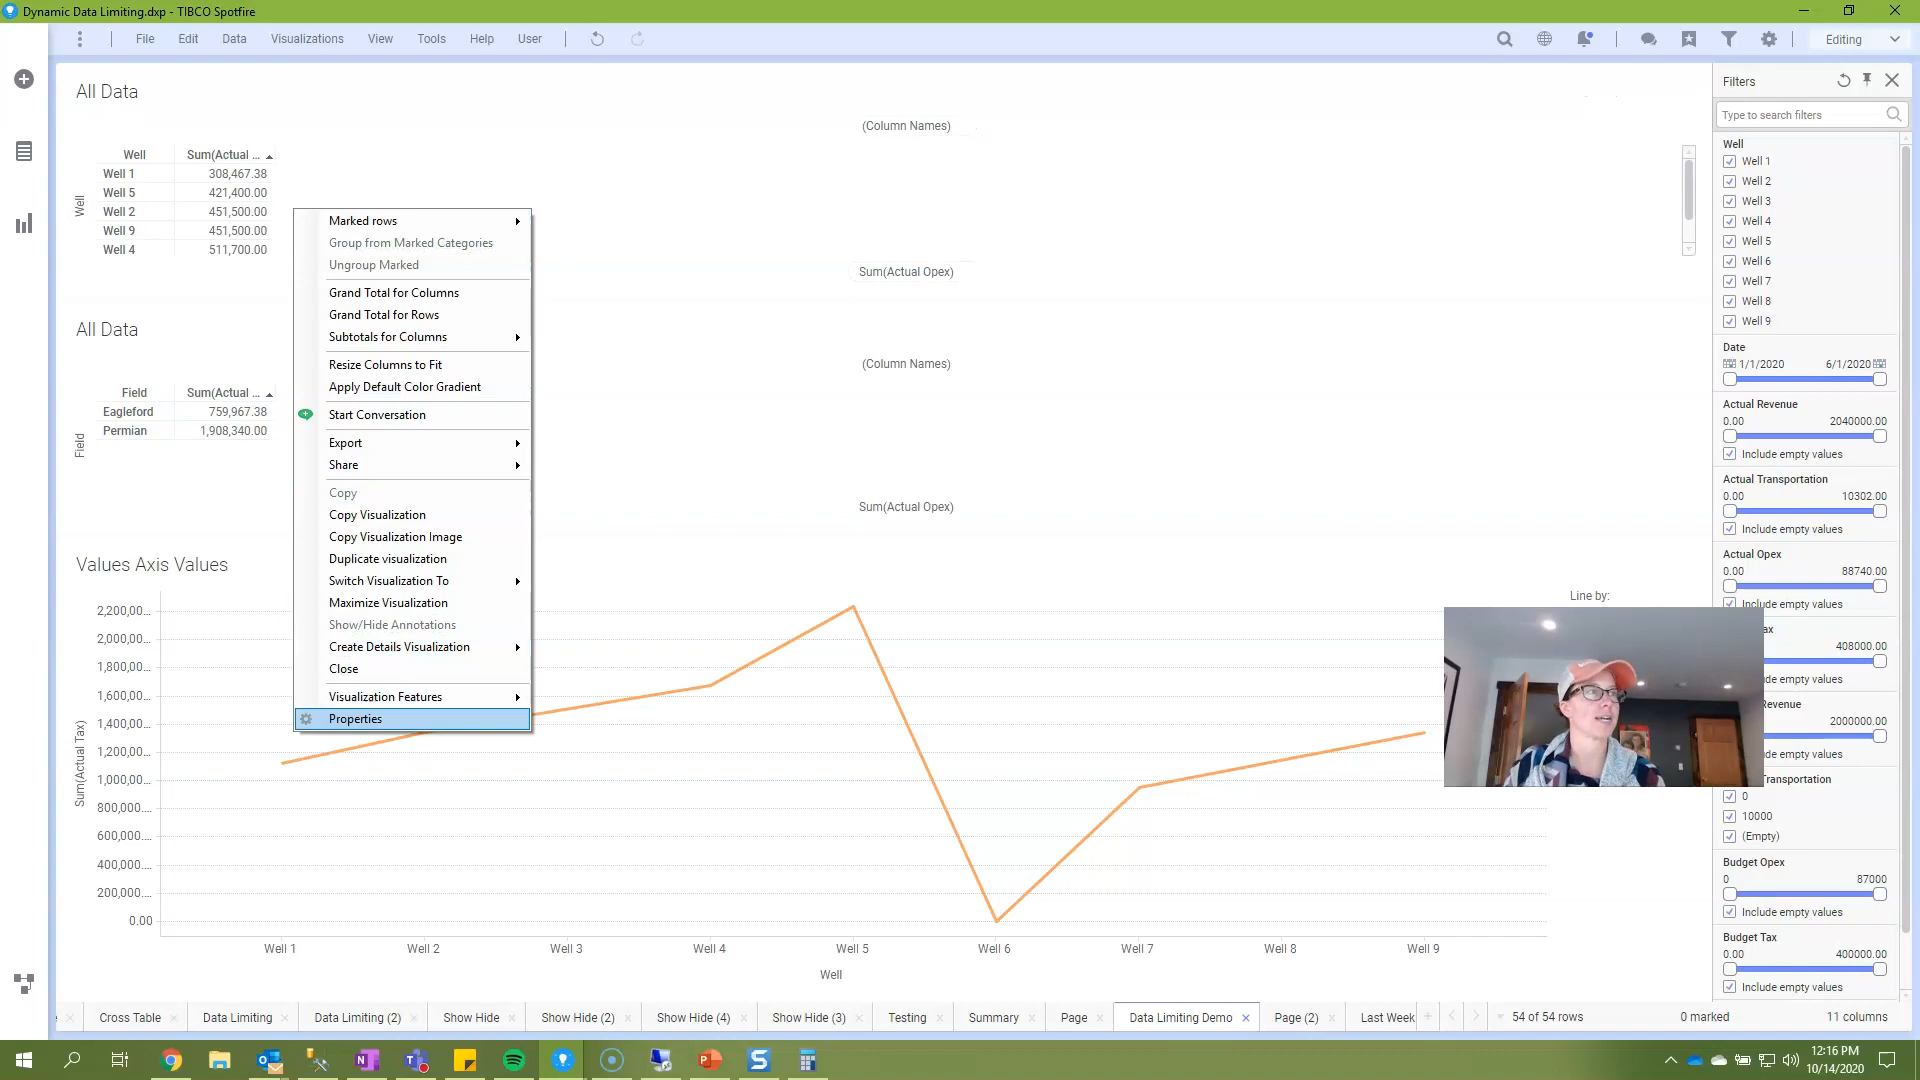 Dynamic Data Limiting.dxp - TIBCO Spotfire
File Edit Data Visualizations View Tools Help User
Editing
All Data
(Column Names)
Well Sum(Actual ...
Well 1 308,467.38
Well 5 421,400.00
Well 2 451,500.00
Well 9 451,500.00
Well 4 511,700.00
Well
Sum(Actual Opex)
All Data
(Column Names)
Field Sum(Actual ...
Eagleford 759,967.38
Permian 1,908,340.00
Field
Sum(Actual Opex)
Marked rows
Group from Marked Categories
Ungroup Marked
Grand Total for Columns
Grand Total for Rows
Subtotals for Columns
Resize Columns to Fit
Apply Default Color Gradient
Start Conversation
Export
Share
Copy
Copy Visualization
Copy Visualization Image
Duplicate visualization
Switch Visualization To
Maximize Visualization
Show/Hide Annotations
Create Details Visualization
Close
Visualization Features
Properties
Values Axis Values
Line by:
2,200,00...
2,000,00...
1,800,00...
1,600,00...
1,400,00...
1,200,00...
1,000,00...
800,000....
600,000....
400,000....
200,000....
0.00
Sum(Actual Tax)
Well 1 Well 2 Well 3 Well 4 Well 5 Well 6 Well 7 Well 8 Well 9
Well
Filters
Type to search filters
Well
Well 1
Well 2
Well 3
Well 4
Well 5
Well 6
Well 7
Well 8
Well 9
Date
1/1/2020 6/1/2020
Actual Revenue
0.00 2040000.00
Include empty values
Actual Transportation
0.00 10302.00
Include empty values
Actual Opex
0.00 88740.00
Include empty values
ax
408000.00
ude empty values
Revenue
2000000.00
ude empty values
Transportation
0
10000
(Empty)
Budget Opex
0 87000
Include empty values
Budget Tax
0.00 400000.00
Include empty values
Cross Table Data Limiting Data Limiting (2) Show Hide Show Hide (2) Show Hide (4) Show Hide (3) Testing Summary Page Data Limiting Demo Page (2) Last Week
54 of 54 rows 0 marked 11 columns
12:16 PM
10/14/2020